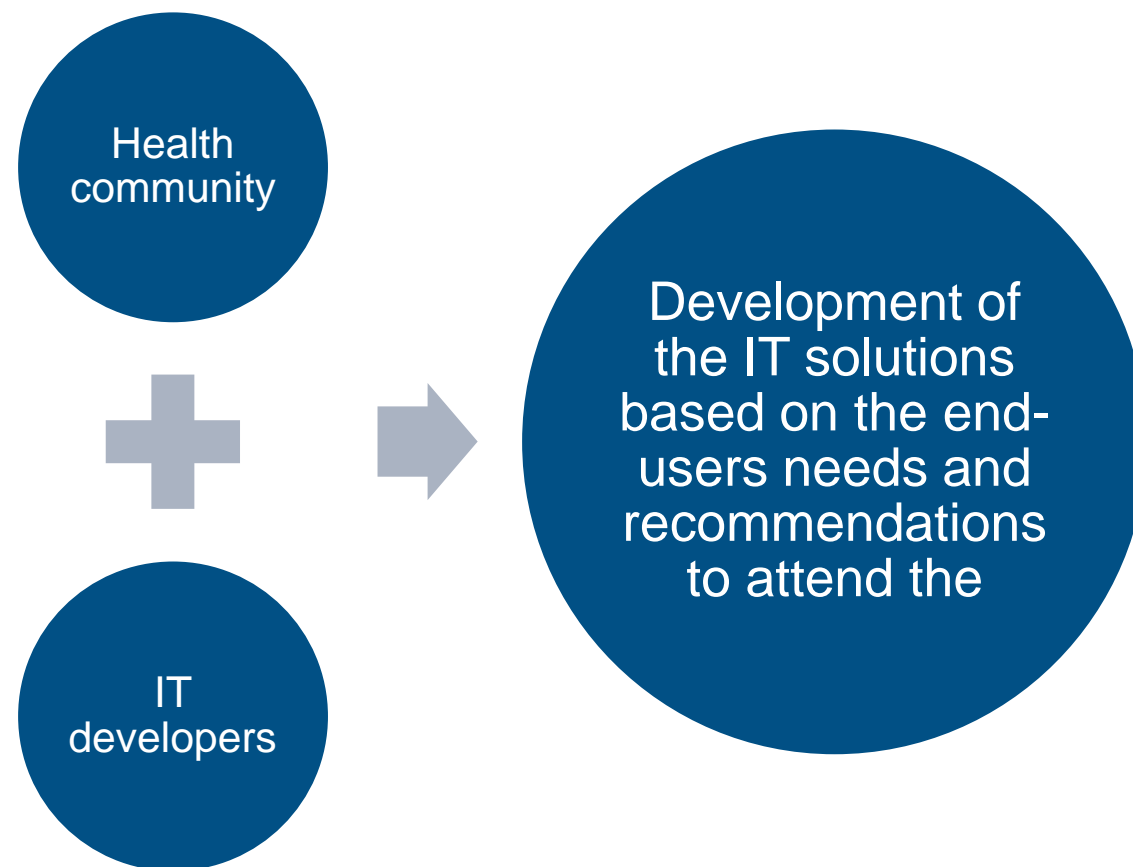 Health
community
IT
developers
Development of
the IT solutions
based on the end-
users needs and
recommendations
to attend the